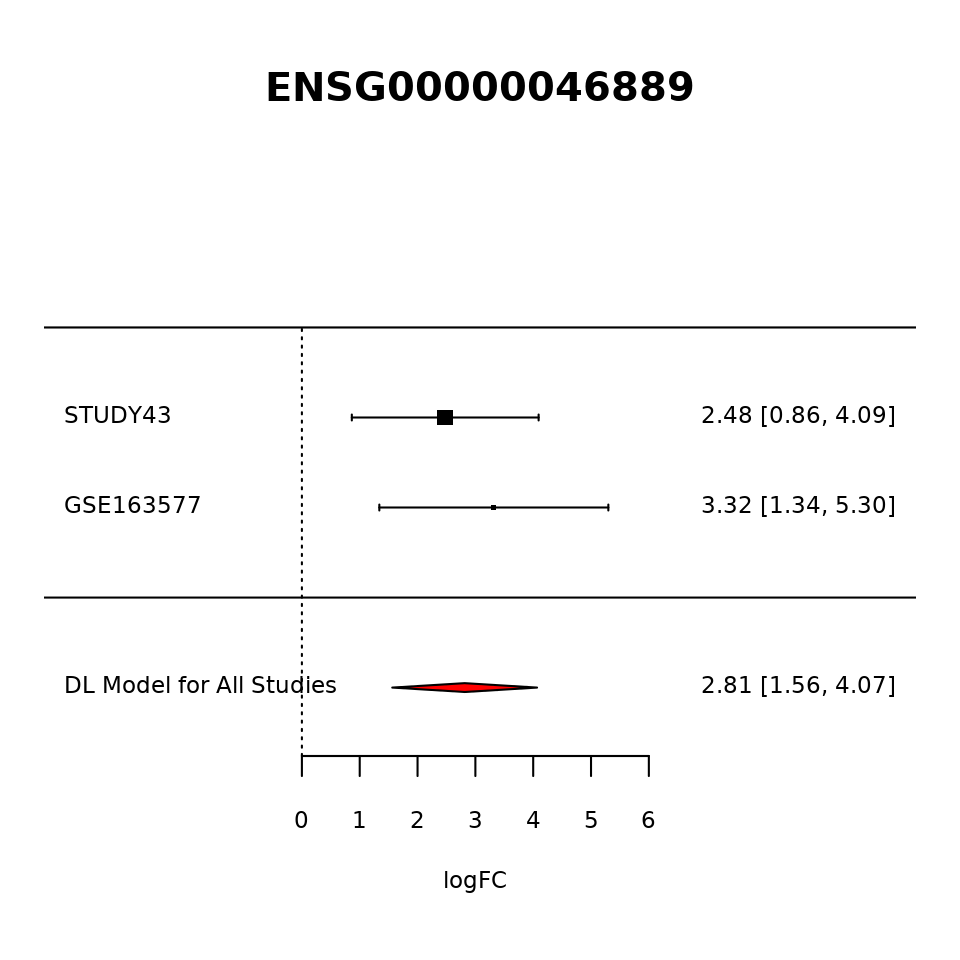 ENSG00000046889
STUDY43 2.48 [0.86, 4.09]
GSE163577 3.32 [1.34, 5.30]
DL Model for All Studies 2.81 [1.56, 4.07]
0 1 2 3 4 5 6
logFC